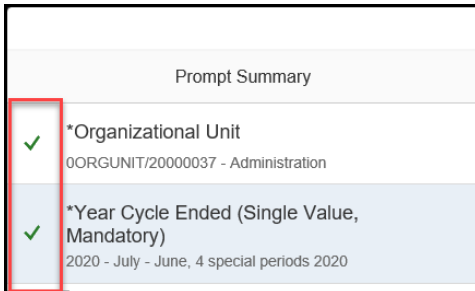 Prompt Summary
*Organizational Unit
0ORGUNIT/20000037 - Administration
*Year Cycle Ended (Single Value,
Mandatory)
2020 - July - June, 4 special periods 2020